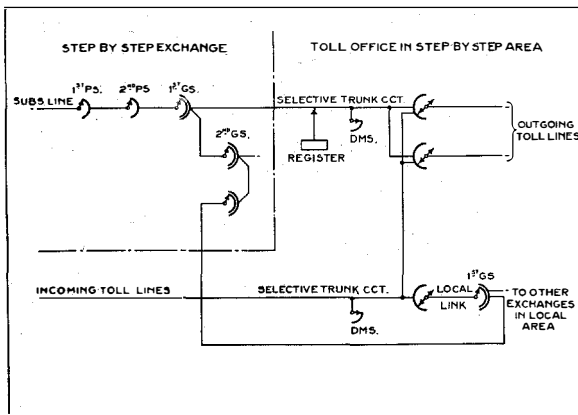 STEP BY STEP EXCHANGE
TOLL OFFICE IN STEP BY STEP AREA
1ST PS.
2ND PS
1ST GS.
SUBS LINE
SELECTIVE TRUNK CCT.
DMS.
REGISTER
OUTGOING
TOLL LINES
2ND GS.
INCOMING TOLL LINES
SELECTIVE TRUNK CCT.
DMS.
LOCAL
LINK
1ST GS
TO OTHER
EXCHANGES
IN LOCAL
AREA